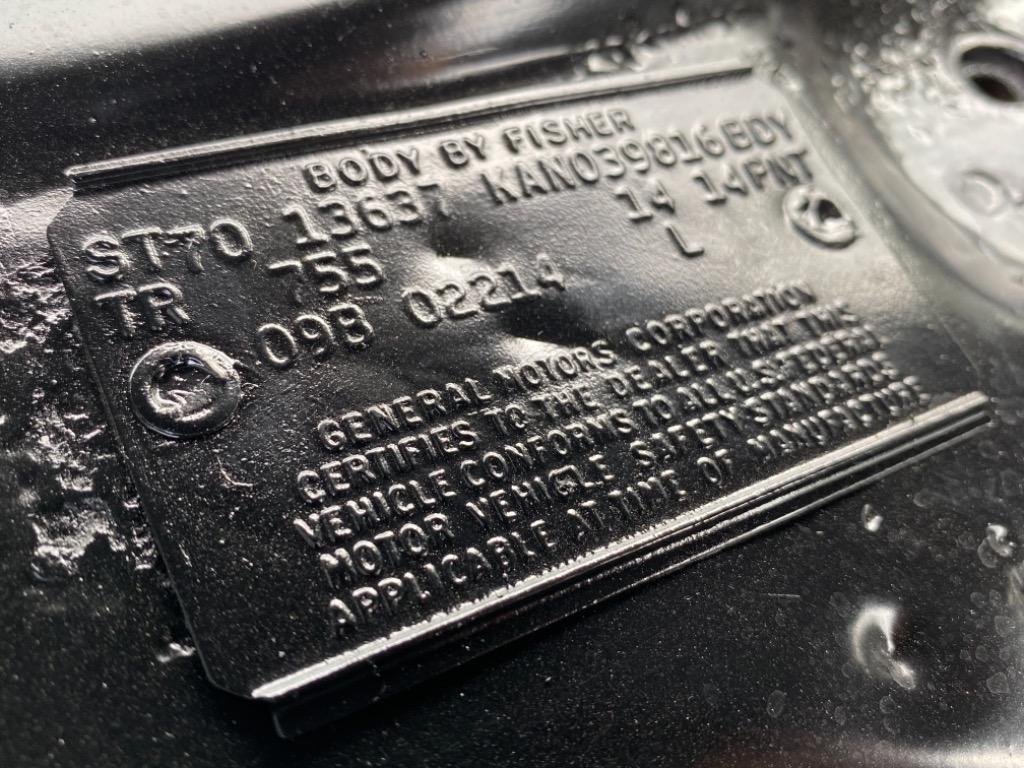 BODY BY FISHER
ST70 13637 KAN039816BDY
TR 755 14 14PNT
09B 02214 L
GENERAL MOTORS CORPORATION
CERTIFIES TO THE DEALER THAT THIS
VEHICLE CONFORMS TO ALL U.S. FEDERAL
MOTOR VEHICLE SAFETY STANDARDS
APPLICABLE AT TIME OF MANUFACTURE